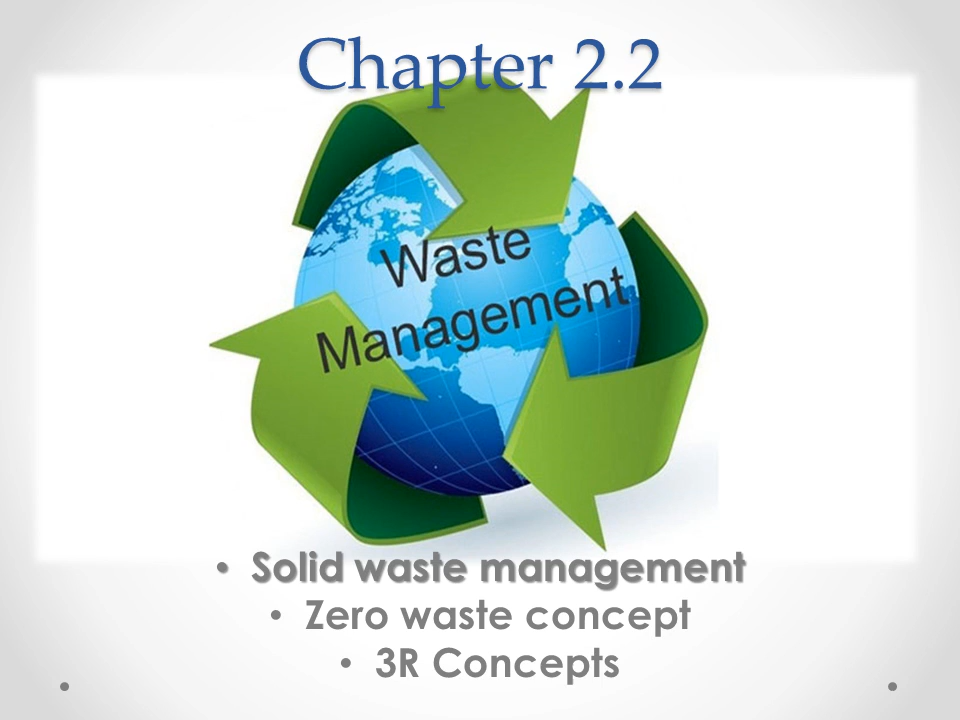 Chapter 2.2
Waste
Management
• Solid waste management
• Zero waste concept
• 3R Concepts